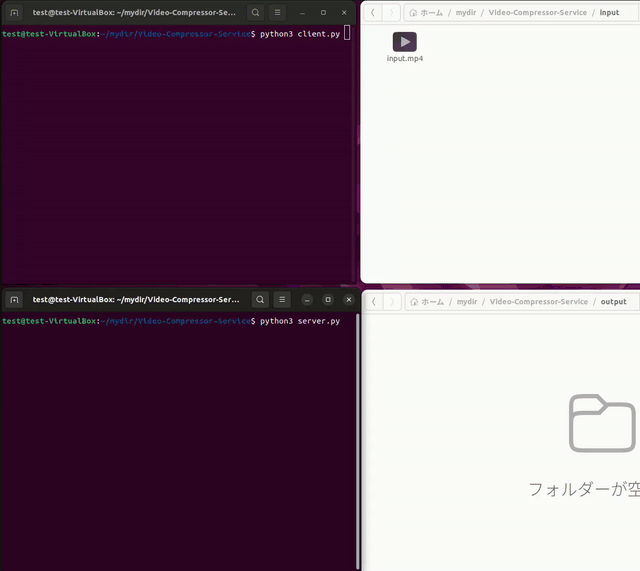 test@test-VirtualBox: ~/mydir/Video-Compressor-Se...
test@test-VirtualBox:~/mydir/Video-Compressor-Service$ python3 client.py
ホーム / mydir / Video-Compressor-Service / input
input.mp4
test@test-VirtualBox: ~/mydir/Video-Compressor-Ser...
test@test-VirtualBox:~/mydir/Video-Compressor-Service$ python3 server.py
ホーム / mydir / Video-Compressor-Service / output
フォルダーが空